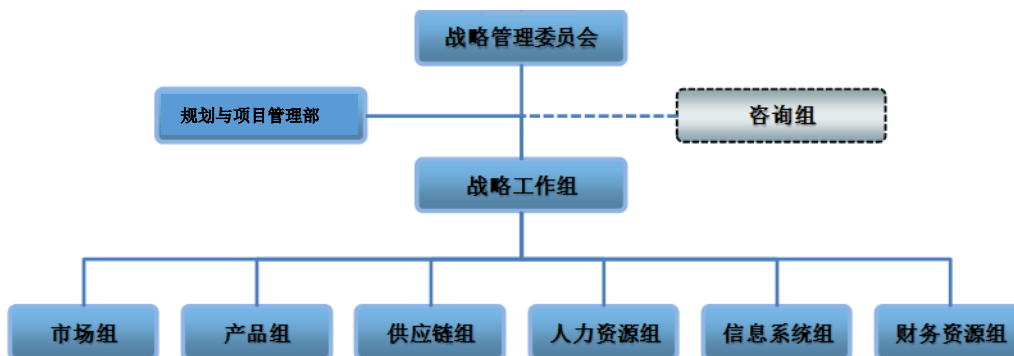 战略管理委员会
规划与项目管理部
咨询组
战略工作组
市场组
产品组
供应链组
人力资源组
信息系统组
财务资源组